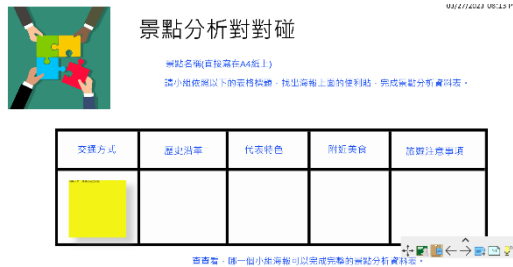 03/27/2023 08:13 P
景點分析對對碰
景點名稱(直接寫在A4紙上)
請小組依照以下的表格標題，找出海報上面的便利貼，完成景點分析資料表。
交通方式
歷史沿革
代表特色
附近美食
旅遊注意事項
查查看，哪一個小組海報可以完成完整的景點分析資料表。